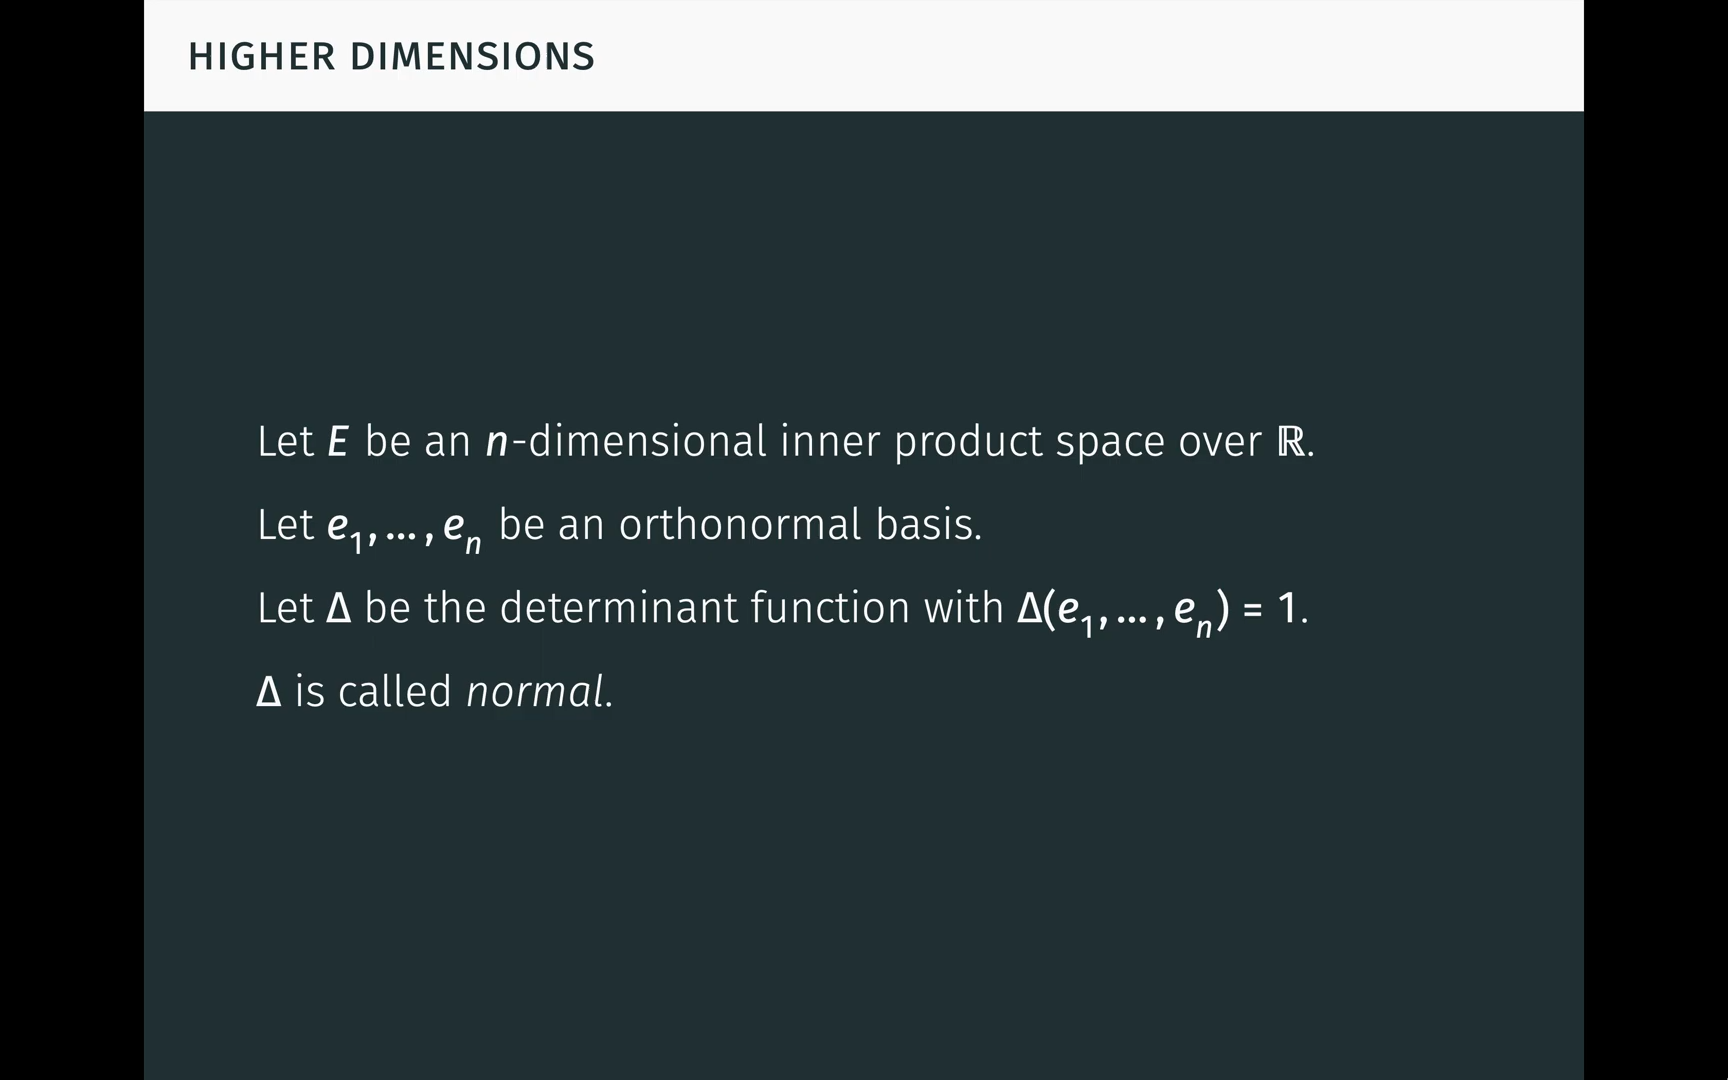 HIGHER DIMENSIONS
Let E be an n-dimensional inner product space over ℝ.
Let e₁, … , eₙ be an orthonormal basis.
Let Δ be the determinant function with Δ(e₁, … , eₙ) = 1.
Δ is called normal.